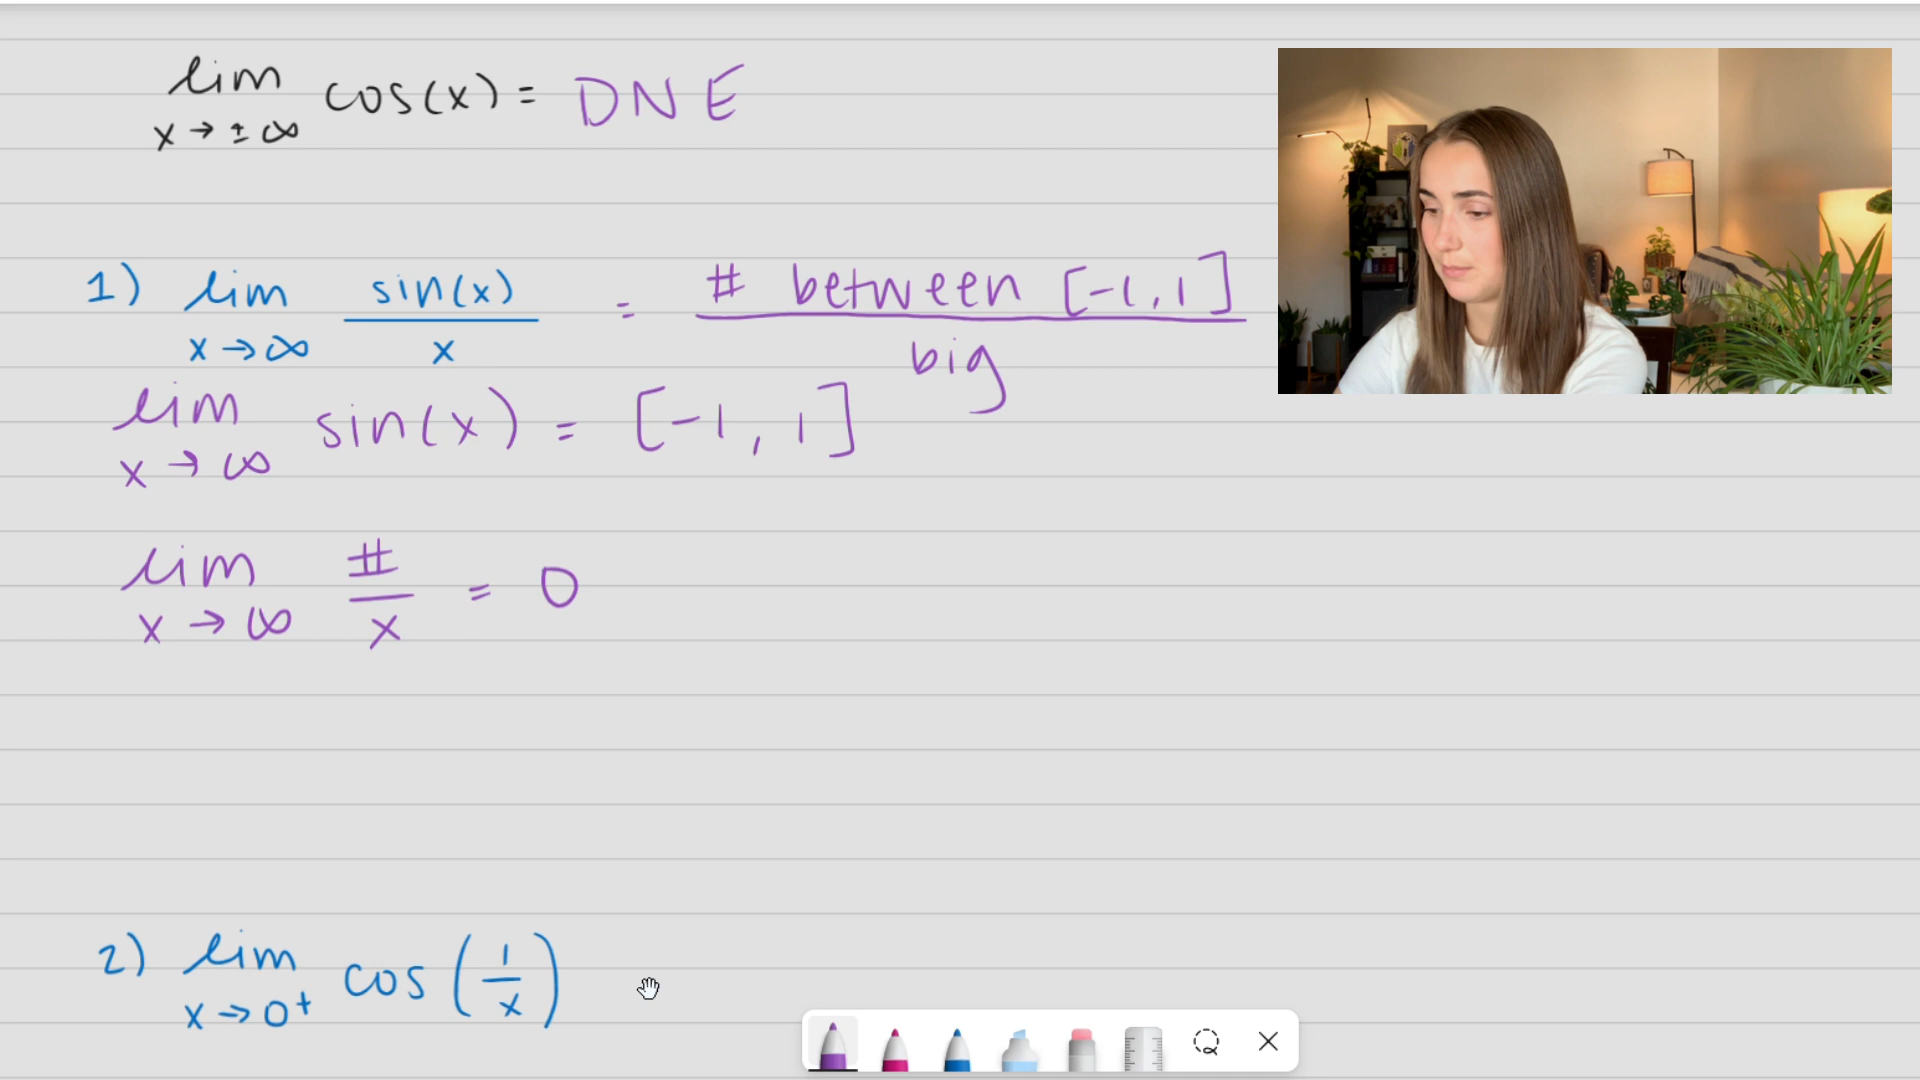 lim x → ± ∞ cos(x) = DNE
1) lim x → ∞ sin(x) / x = # between [-1, 1] / big
lim x → ∞ sin(x) = [-1, 1]
lim x → ∞ # / x = 0
2) lim x → 0⁺ cos (1/x)